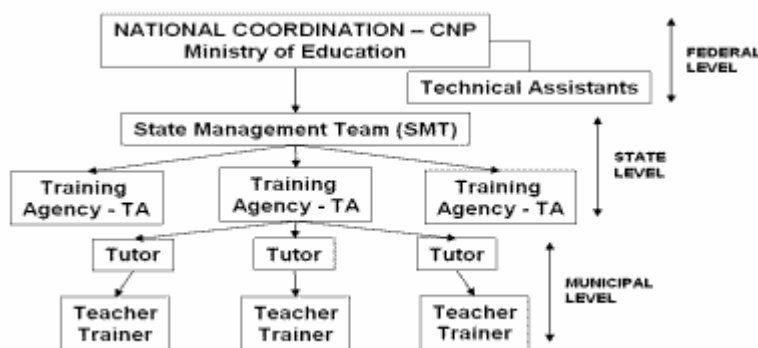 NATIONAL COORDINATION – CNP
Ministry of Education
FEDERAL
LEVEL
Technical Assistants
State Management Team (SMT)
STATE
LEVEL
Training
Agency - TA
Training
Agency - TA
Training
Agency - TA
Tutor
Tutor
Tutor
MUNICIPAL
LEVEL
Teacher
Trainer
Teacher
Trainer
Teacher
Trainer